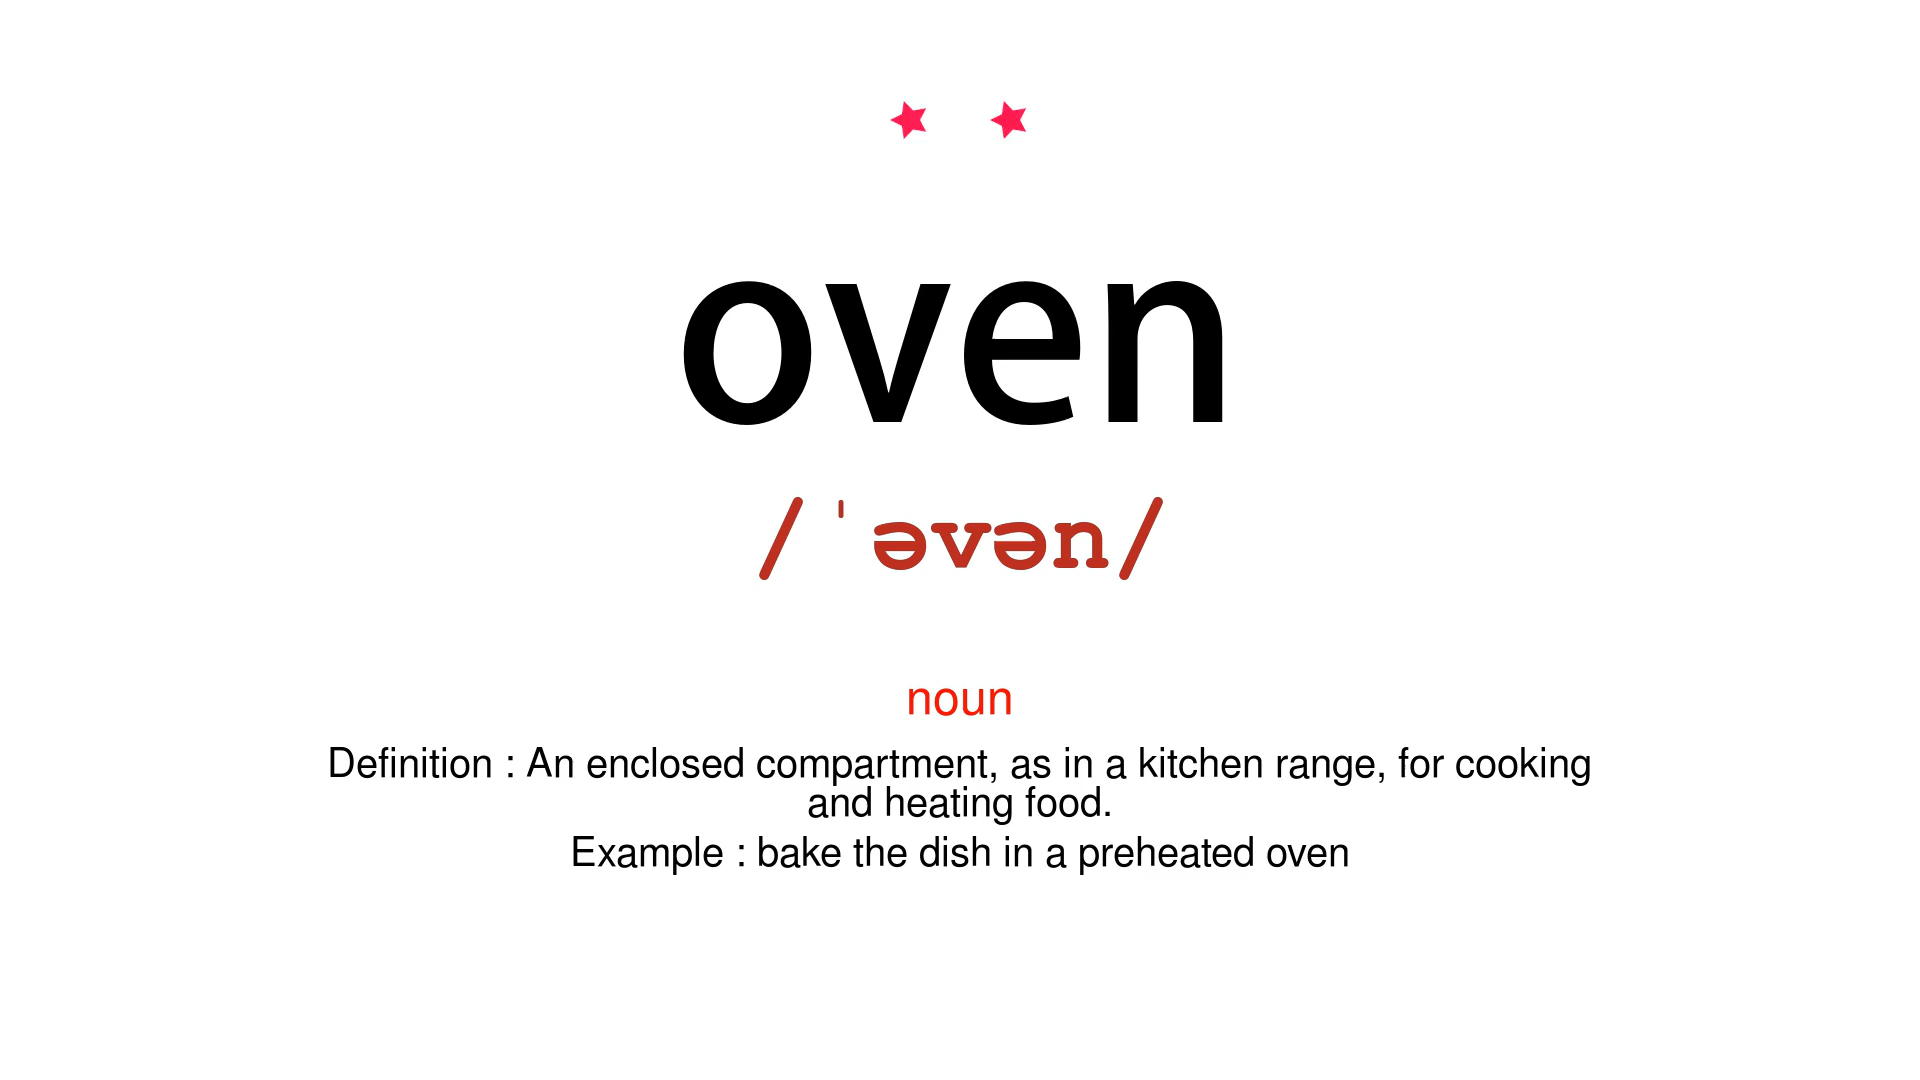 oven
/ˈəvən/
noun
Definition : An enclosed compartment, as in a kitchen range, for cooking
and heating food.
Example : bake the dish in a preheated oven